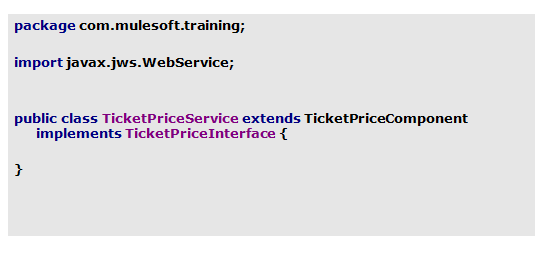 package com.mulesoft.training;
import javax.jws.WebService;
public class TicketPriceService extends TicketPriceComponent
implements TicketPriceInterface {
}